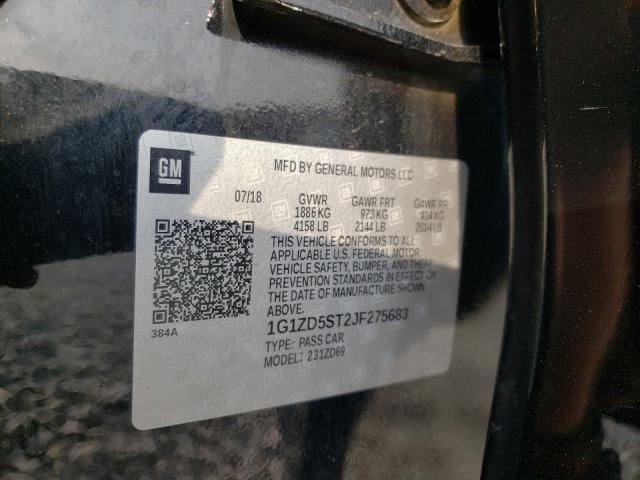 GM
MFD BY GENERAL MOTORS LLC
07/18 GVWR GAWR FRT GAWR RR
1886 KG 973 KG 914 KG
4158 LB 2144 LB 2014 LB
THIS VEHICLE CONFORMS TO ALL
APPLICABLE U.S. FEDERAL MOTOR
VEHICLE SAFETY, BUMPER, AND THEFT
PREVENTION STANDARDS IN EFFECT ON
THE DATE OF MANUFACTURE SHOWN
ABOVE.
384A
1G1ZD5ST2JF275683
TYPE: PASS CAR
MODEL: 231ZD69